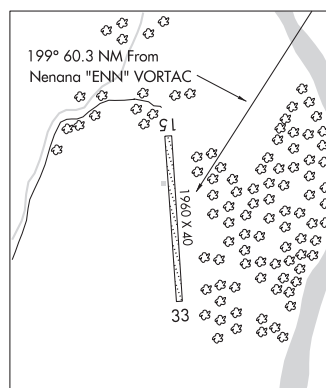 199° 60.3 NM From
Nenana "ENN" VORTAC
15
1960 X 40
33